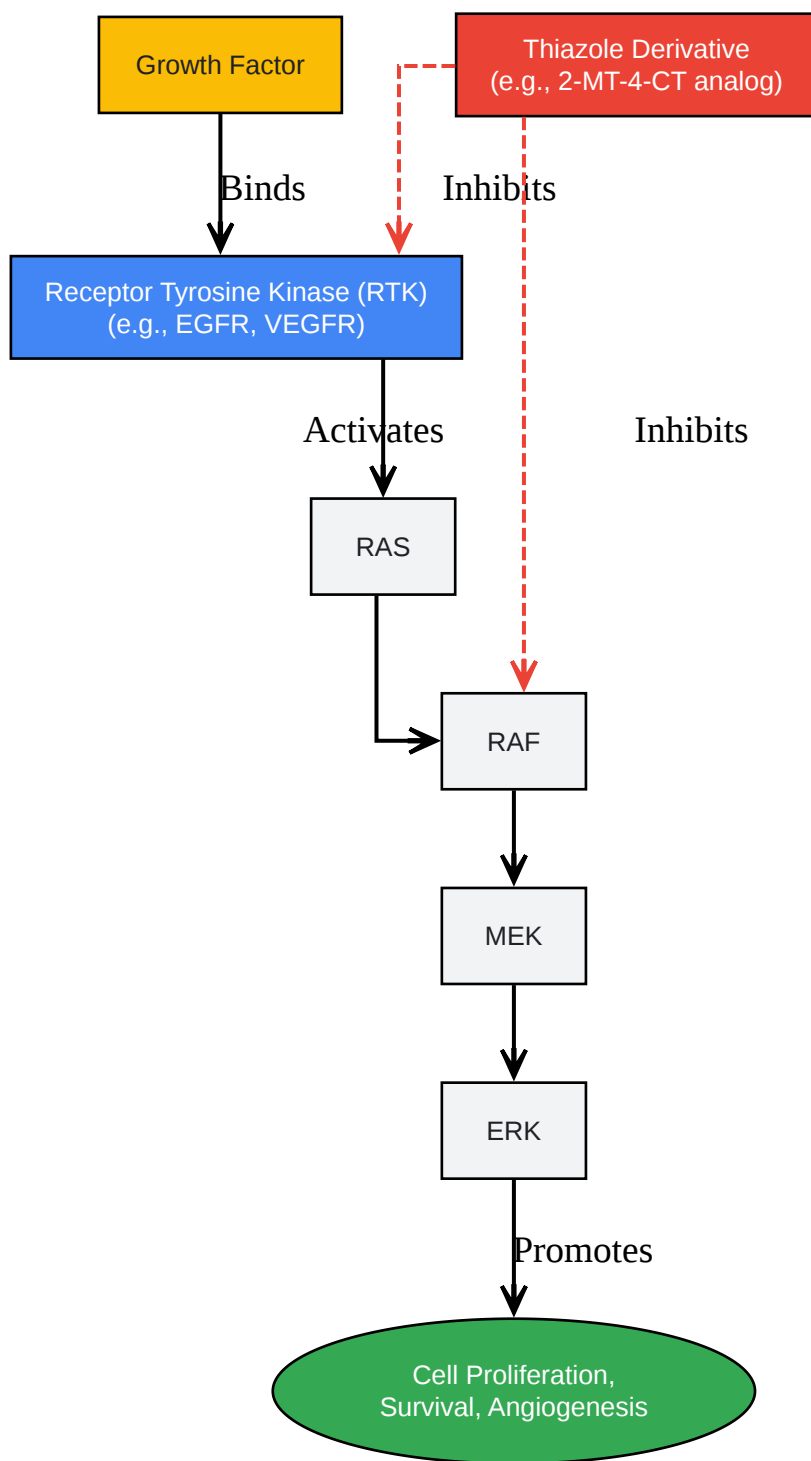 Growth Factor
Thiazole Derivative
(e.g., 2-MT-4-CT analog)
Binds
Inhibits
Receptor Tyrosine Kinase (RTK)
(e.g., EGFR, VEGFR)
Activates
Inhibits
RAS
RAF
MEK
ERK
Promotes
Cell Proliferation,
Survival, Angiogenesis